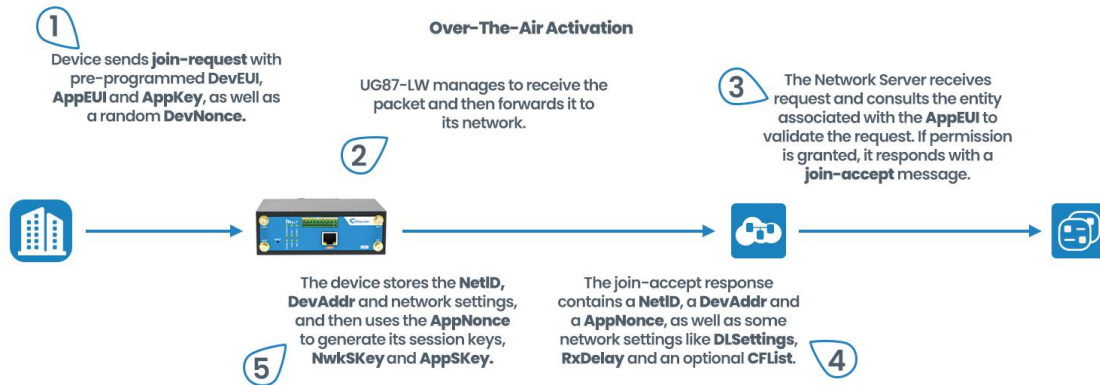 Over-The-Air Activation
1
Device sends join-request with
pre-programmed DevEUI,
AppEUI and AppKey, as well as
a random DevNonce.
UG87-LW manages to receive the
packet and then forwards it to
its network.
2
3
The Network Server receives
request and consults the entity
associated with the AppEUI to
validate the request. If permission
is granted, it responds with a
join-accept message.
The join-accept response
contains a NetID, a DevAddr and
a AppNonce, as well as some
network settings like DLSettings,
RxDelay and an optional CFList.
4
The device stores the NetID,
DevAddr and network settings,
and then uses the AppNonce
to generate its session keys,
NwkSKey and AppSKey.
5